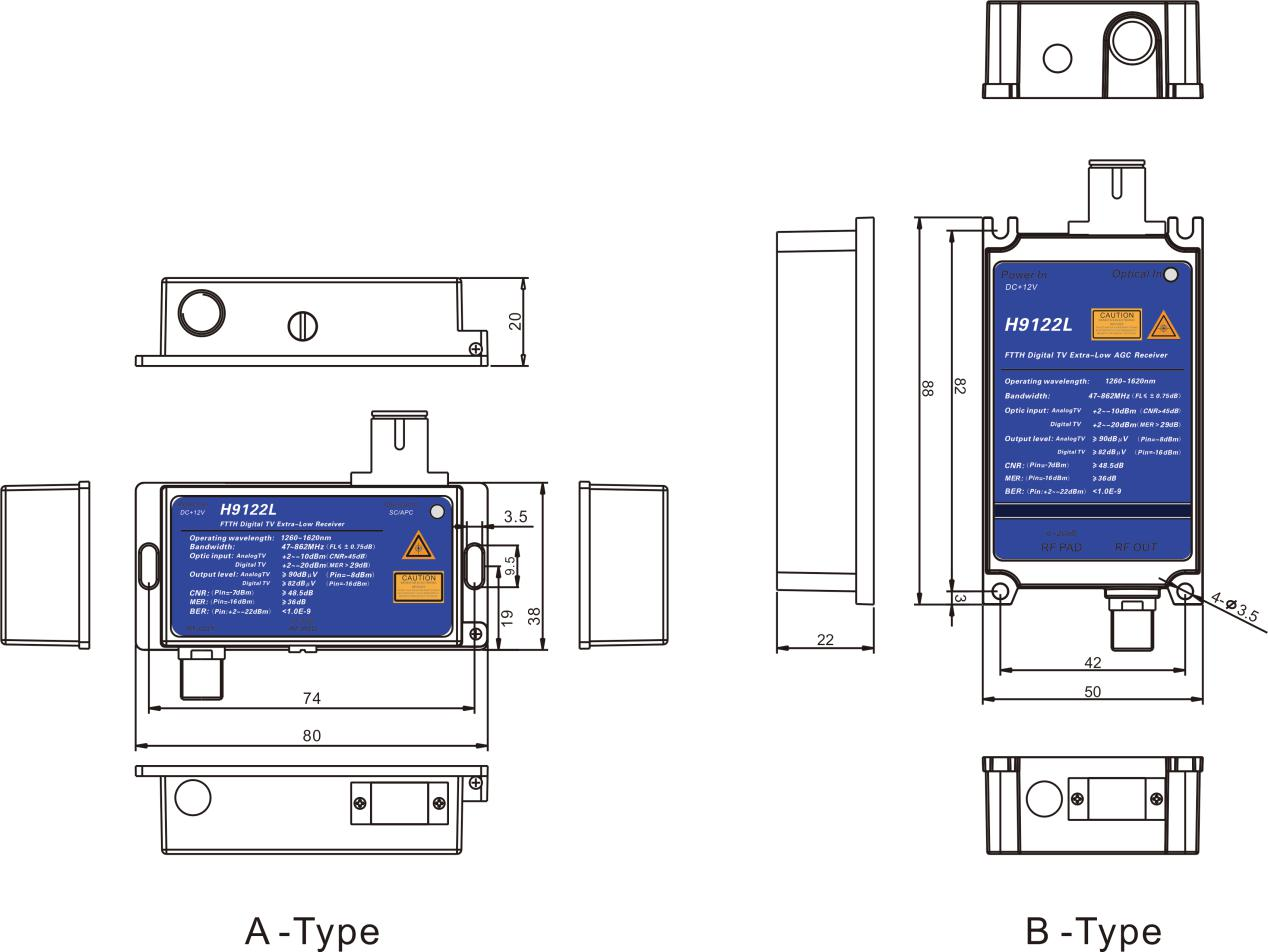 20
DC+12V
H9122L
SC/APC
FTTH Digital TV Extra-Low Receiver
Operating wavelength: 1260~1620nm
Bandwidth: 47~862MHz (FL≤ ± 0.75dB)
Optic input: AnalogTV +2~-10dBm (CNR>45dB)
Digital TV +2~-20dBm (MER>29dB)
Output level: AnalogTV ≥ 90dBμV (Pin=-8dBm)
Digital TV ≥ 82dBμV (Pin=-16dBm)
CNR: (Pin=-7dBm) ≥ 48.5dB
MER: (Pin=-16dBm) ≥ 36dB
BER: (Pin:+2~-22dBm) <1.0E-9
CAUTION
RF OUT
RF PAD
3.5
9.5
19
38
74
80
A -Type
Power In
Optical In
DC+12V
H9122L
CAUTION
FTTH Digital TV Extra-Low AGC Receiver
Operating wavelength: 1260~1620nm
Bandwidth: 47~862MHz (FL≤ ± 0.75dB)
Optic input: AnalogTV +2~-10dBm (CNR>45dB)
Digital TV +2~-20dBm (MER>29dB)
Output level: AnalogTV ≥ 90dBμV (Pin=-8dBm)
Digital TV ≥ 82dBμV (Pin=-16dBm)
CNR: (Pin=-7dBm) ≥ 48.5dB
MER: (Pin=-16dBm) ≥ 36dB
BER: (Pin:+2~-22dBm) <1.0E-9
0~20dB
RF PAD
RF OUT
88
82
3
22
4-Φ3.5
42
50
B -Type